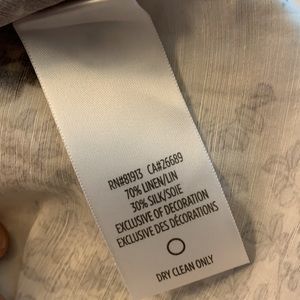 RN#81913 CA#26689
70% LINEN/LIN
30% SILK/SOIE
EXCLUSIVE OF DECORATION
EXCLUSIVE DES DÉCORATIONS
DRY CLEAN ONLY